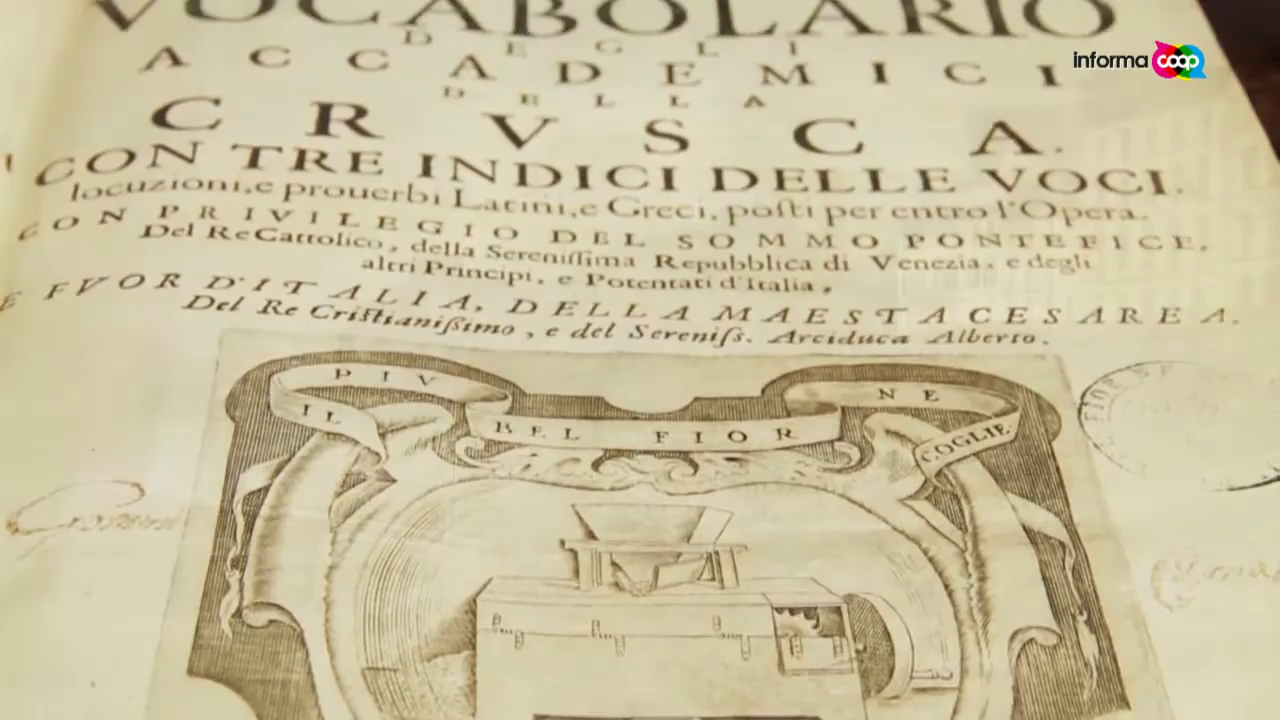 VOCABOLARIO
DEGLI
ACCADEMICI
DELLA
CRVSCA.
CON TRE INDICI DELLE VOCI,
locuzioni, e prouerbi Latini, e Greci, poſti per entro l'Opera.
CON PRIVILEGIO DEL SOMMO PONTEFICE,
Del Re Cattolico, della Sereniſſima Repubblica di Venezia, e degli
altri Principi, e Potentati d'Italia,
E FVOR D'ITALIA, DELLA MAESTA CESAREA,
Del Re Criſtianißimo, e del Sereniſs. Arciduca Alberto.
IL PIV BEL FIOR NE COGLIE
informa coop